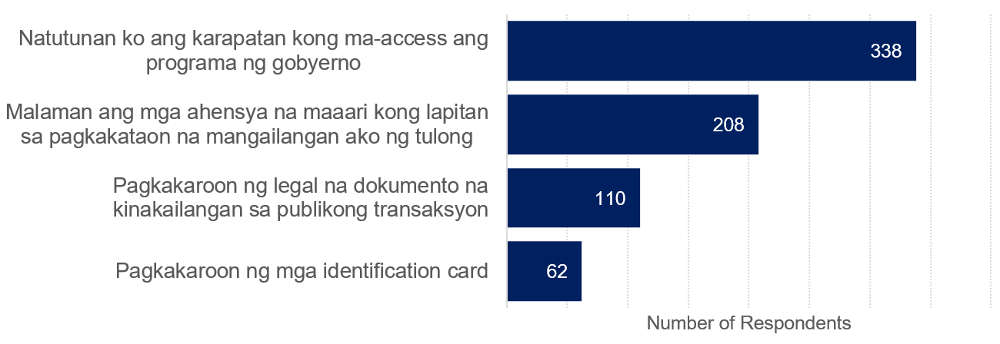 Natutunan ko ang karapatan kong ma-access ang
programa ng gobyerno
338
Malaman ang mga ahensya na maaari kong lapitan
sa pagkakataon na mangailangan ako ng tulong
208
Pagkakaroon ng legal na dokumento na
kinakailangan sa publikong transaksyon
110
Pagkakaroon ng mga identification card
62
Number of Respondents